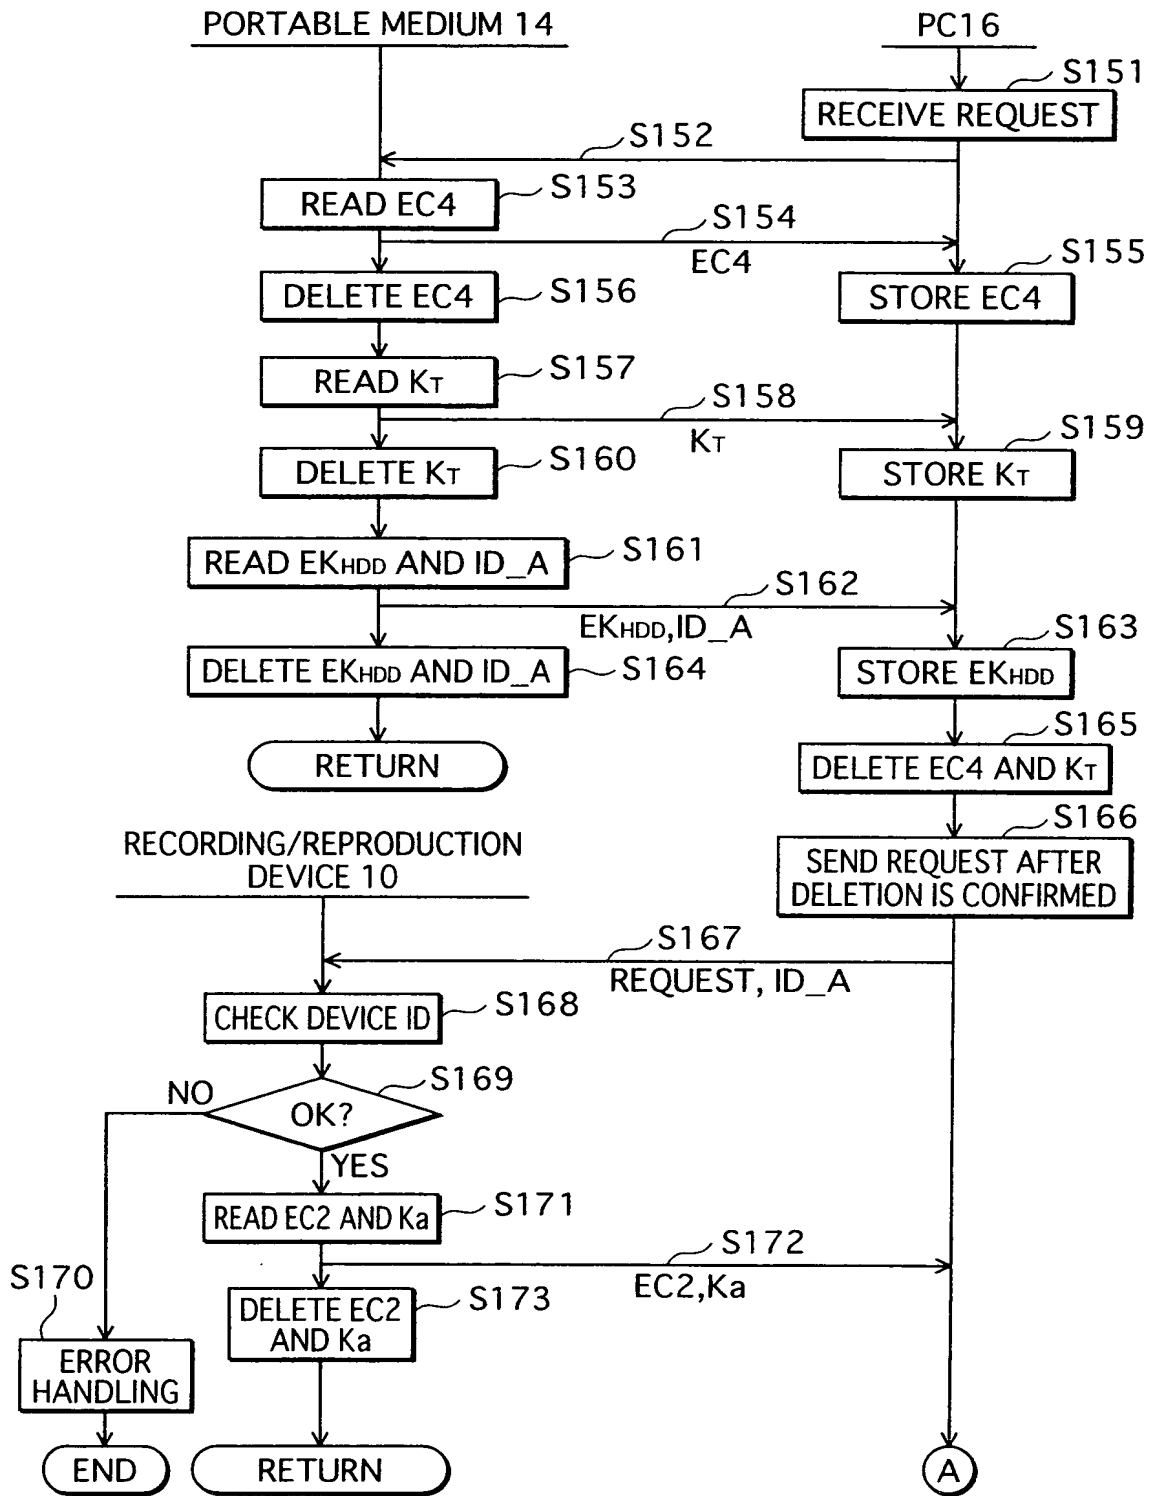 PORTABLE MEDIUM 14
PC16
S151
RECEIVE REQUEST
S152
S153
READ EC4
S154
EC4
S155
STORE EC4
S156
DELETE EC4
S157
READ KT
S158
KT
S159
STORE KT
S160
DELETE KT
S161
READ EKHDD AND ID_A
S162
EKHDD,ID_A
S163
STORE EKHDD
S164
DELETE EKHDD AND ID_A
RETURN
S165
DELETE EC4 AND KT
S166
SEND REQUEST AFTER
DELETION IS CONFIRMED
RECORDING/REPRODUCTION
DEVICE 10
S167
REQUEST, ID_A
S168
CHECK DEVICE ID
S169
OK?
NO
YES
S171
READ EC2 AND Ka
S172
EC2,Ka
S173
DELETE EC2
AND Ka
S170
ERROR
HANDLING
END
RETURN
A